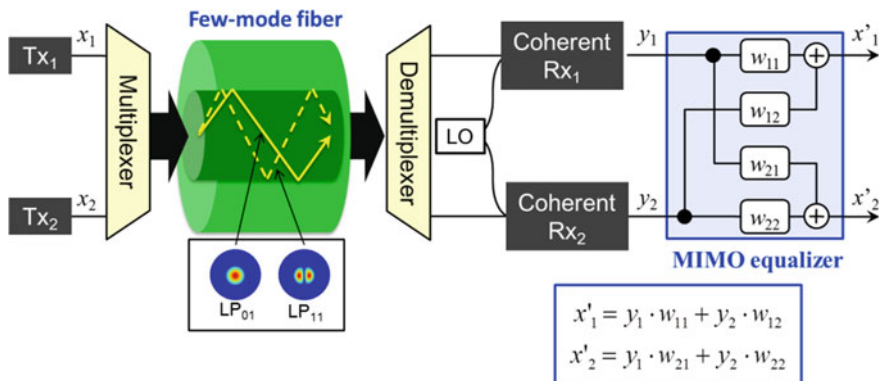 Few-mode fiber
Tx1
x1
Multiplexer
Demultiplexer
Coherent
Rx1
y1
x'1
w11
w12
LO
w21
w22
Tx2
x2
Coherent
Rx2
y2
x'2
LP01
LP11
MIMO equalizer
x'1 = y1 · w11 + y2 · w12
x'2 = y1 · w21 + y2 · w22